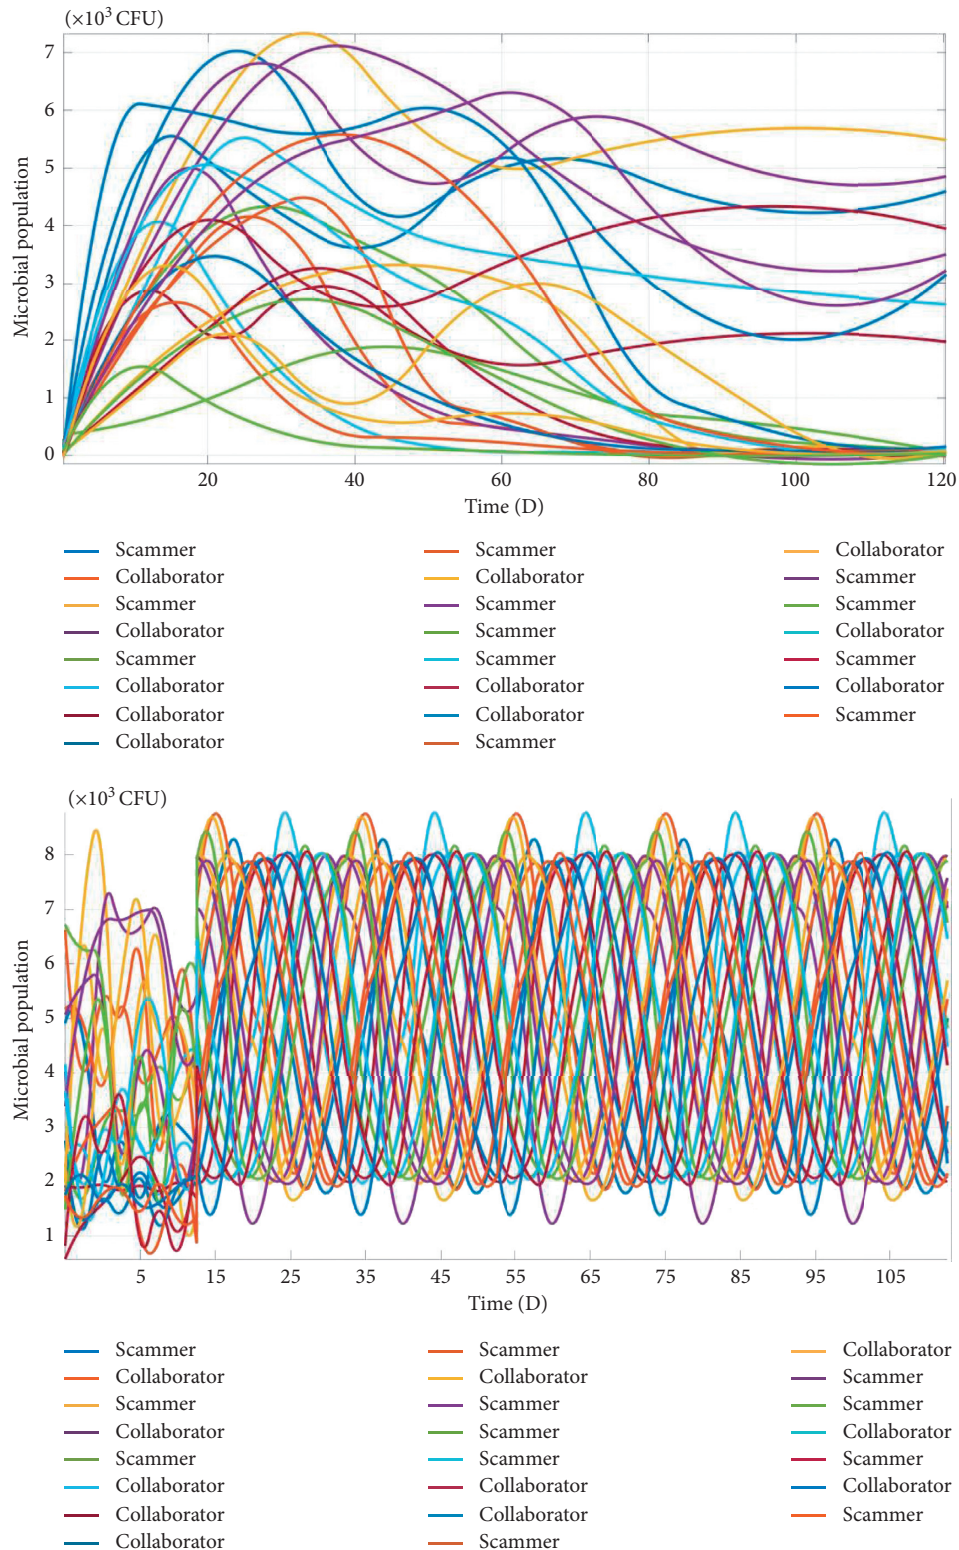 (×10³ CFU)
7
6
5
4
3
2
1
0
Microbial population
20 40 60 80 100 120
Time (D)
Scammer Scammer Collaborator
Collaborator Collaborator Scammer
Scammer Scammer Scammer
Collaborator Scammer Collaborator
Scammer Scammer Scammer
Collaborator Collaborator Collaborator
Collaborator Collaborator Scammer
Collaborator Scammer
(×10³ CFU)
8
7
6
5
4
3
2
1
Microbial population
5 15 25 35 45 55 65 75 85 95 105
Time (D)
Scammer Scammer Collaborator
Collaborator Collaborator Scammer
Scammer Scammer Scammer
Collaborator Scammer Collaborator
Scammer Scammer Scammer
Collaborator Collaborator Collaborator
Collaborator Collaborator Scammer
Collaborator Scammer